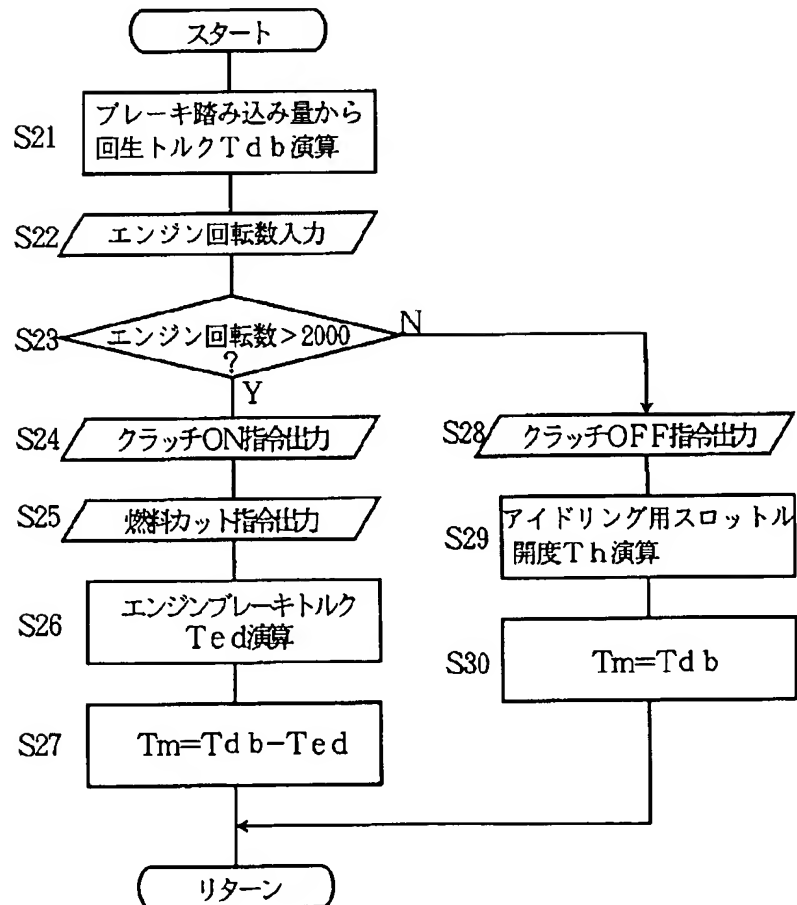 スタート
S21
ブレーキ踏み込み量から
回生トルクTdb演算
S22
エンジン回転数入力
S23
エンジン回転数>2000
?
N
Y
S24
クラッチON指令出力
S25
燃料カット指令出力
S26
エンジンブレーキトルク
Ted演算
S27
Tm=Tdb-Ted
S28
クラッチOFF指令出力
S29
アイドリング用スロットル
開度Th演算
S30
Tm=Tdb
リターン